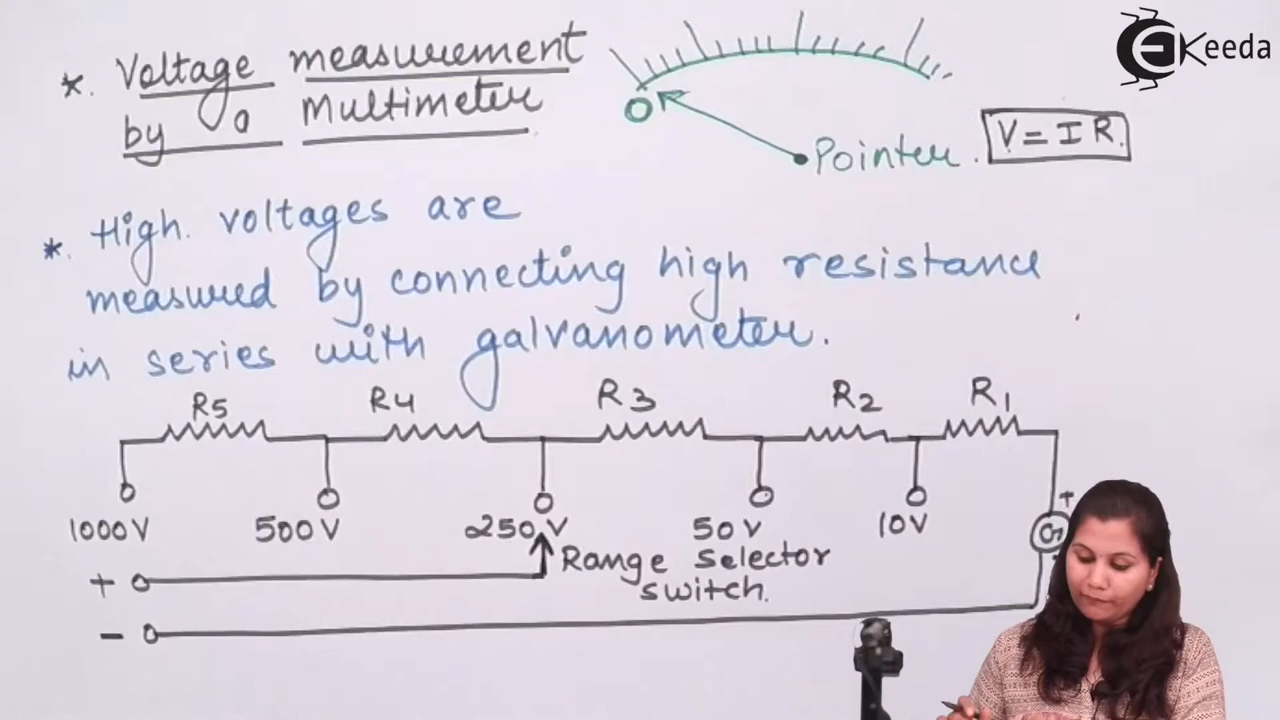 * Voltage measurement
by a Multimeter
O
Pointer.
V = I R.
Keeda
* High voltages are
measured by connecting high resistance
in series with galvanometer.
R5 R4 R3 R2 R1
1000V 500V 250V 50V 10V
+
G
Range Selector
switch.
+
-